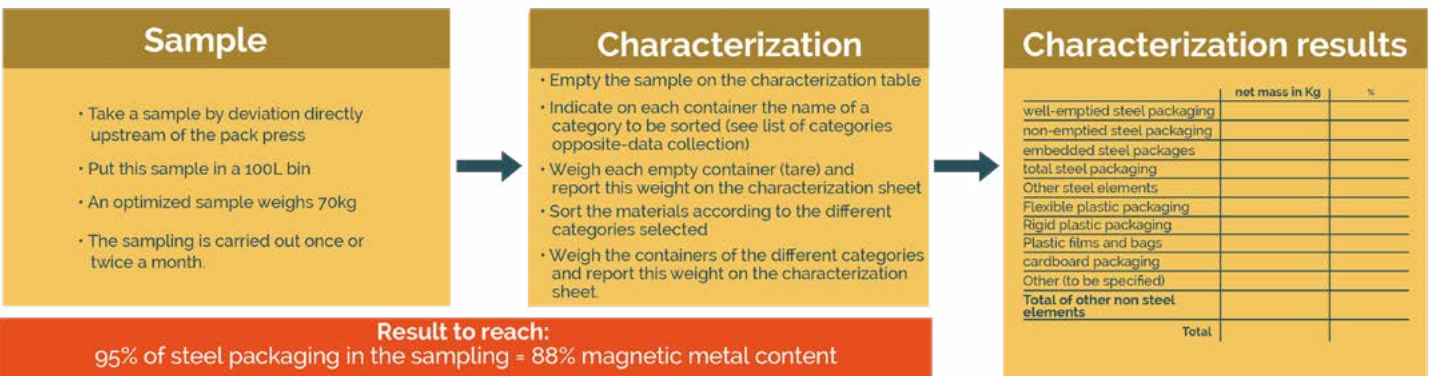 Sample
• Take a sample by deviation directly
upstream of the pack press
• Put this sample in a 100L bin
• An optimized sample weighs 70kg
• The sampling is carried out once or
twice a month.
Characterization
• Empty the sample on the characterization table
• Indicate on each container the name of a
category to be sorted (see list of categories
opposite-data collection)
• Weigh each empty container (tare) and
report this weight on the characterization sheet
• Sort the materials according to the different
categories selected
• Weigh the containers of the different categories
and report this weight on the characterization
sheet.
Characterization results
net mass in Kg %
well-emptied steel packaging
non-emptied steel packaging
embedded steel packages
total steel packaging
Other steel elements
Flexible plastic packaging
Rigid plastic packaging
Plastic films and bags
cardboard packaging
Other (to be specified)
Total of other non steel
elements
Total
Result to reach:
95% of steel packaging in the sampling = 88% magnetic metal content